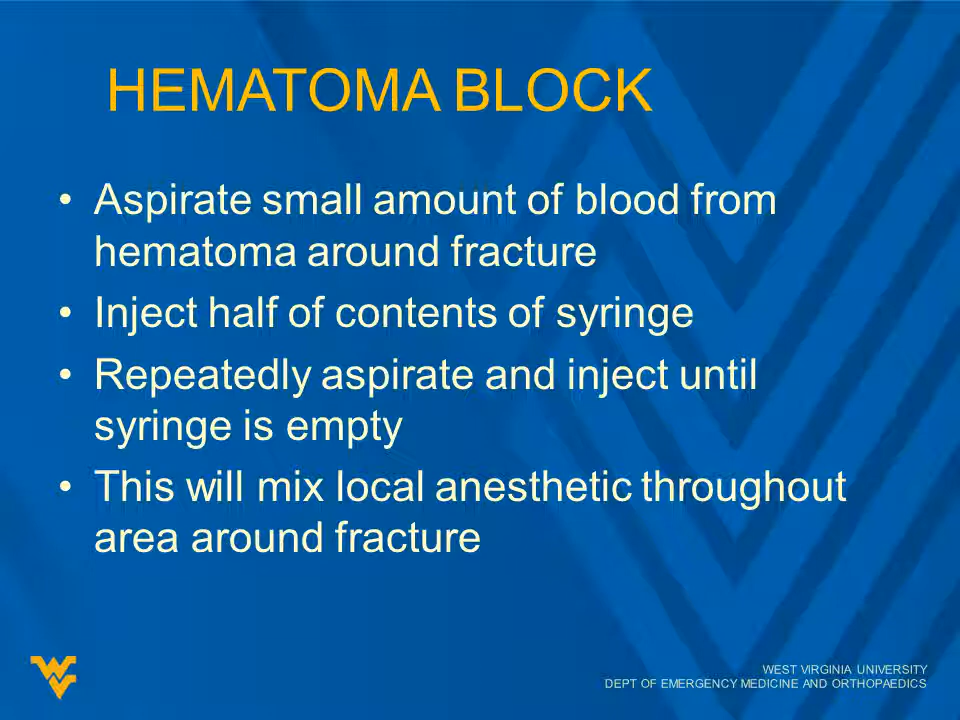 HEMATOMA BLOCK
• Aspirate small amount of blood from
hematoma around fracture
• Inject half of contents of syringe
• Repeatedly aspirate and inject until
syringe is empty
• This will mix local anesthetic throughout
area around fracture
WV
WEST VIRGINIA UNIVERSITY
DEPT OF EMERGENCY MEDICINE AND ORTHOPAEDICS